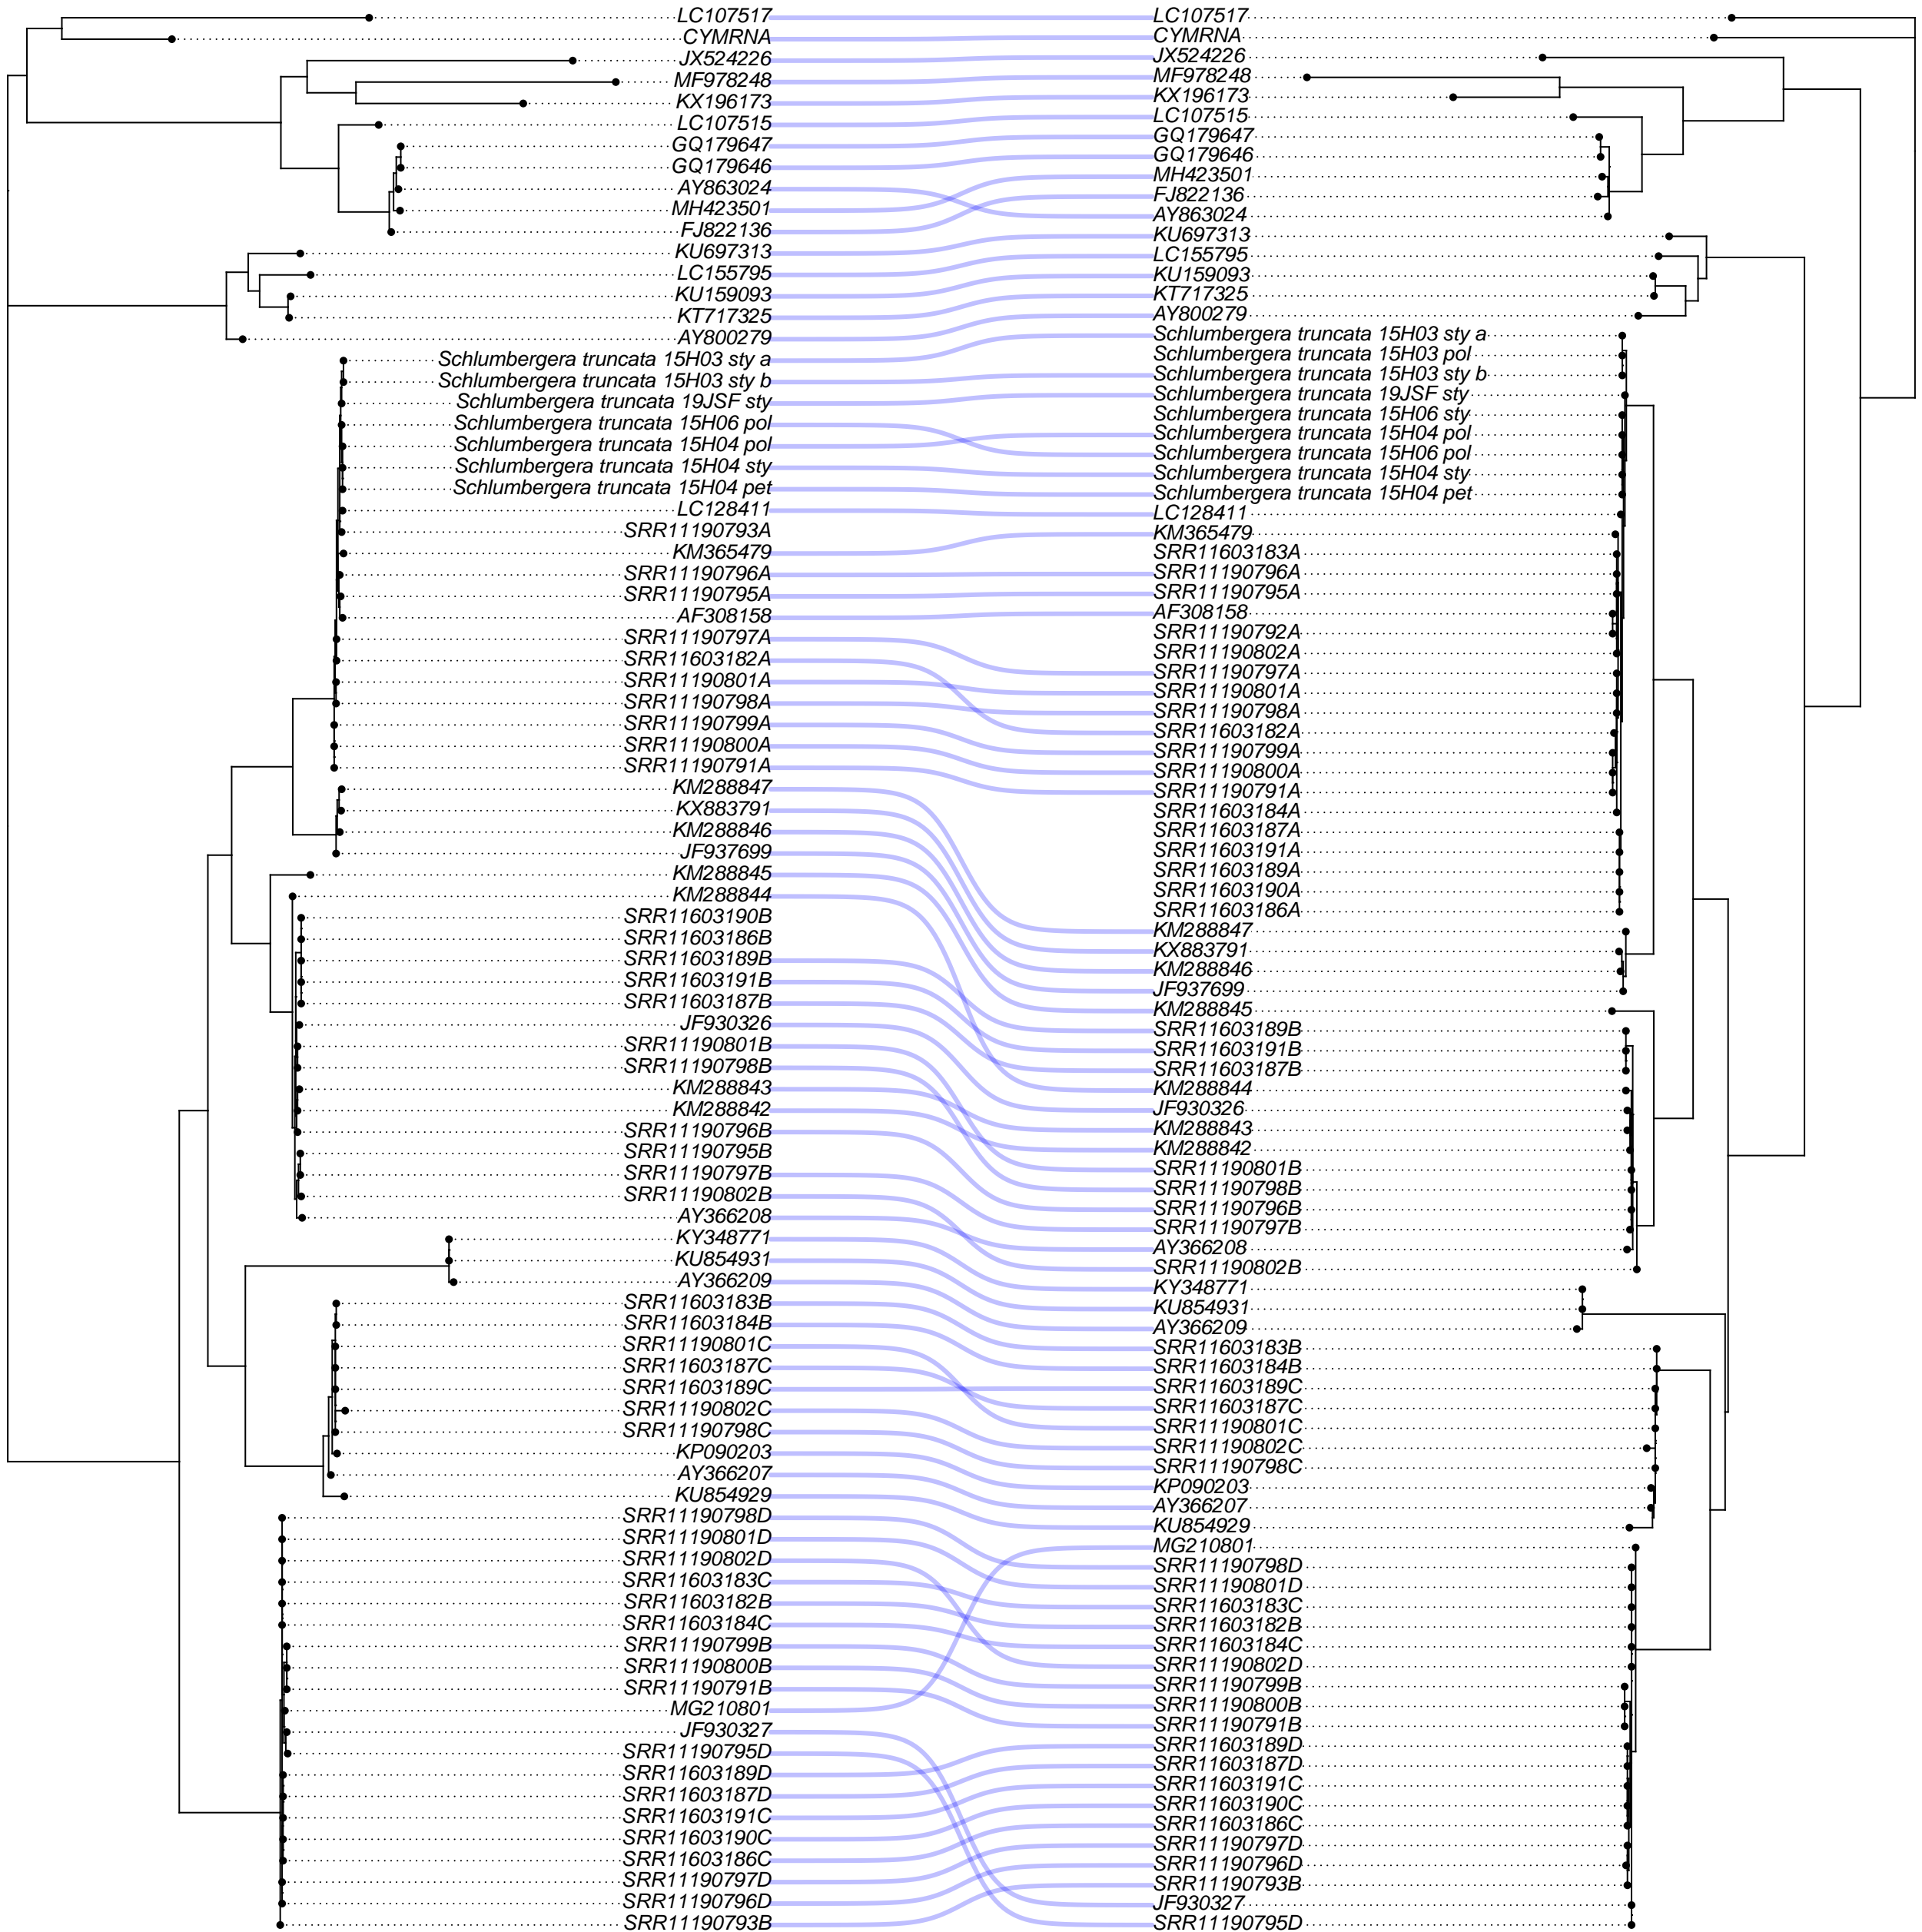 LC107517
CYMRNA
JX524226
MF978248
KX196173
LC107515
GQ179647
GQ179646
AY863024
MH423501
FJ822136
KU697313
LC155795
KU159093
KT717325
AY800279
Schlumbergera truncata 15H03 sty a
Schlumbergera truncata 15H03 sty b
Schlumbergera truncata 19JSF sty
Schlumbergera truncata 15H06 pol
Schlumbergera truncata 15H04 pol
Schlumbergera truncata 15H04 sty
Schlumbergera truncata 15H04 pet
LC128411
SRR11190793A
KM365479
SRR11190796A
SRR11190795A
AF308158
SRR11190797A
SRR11603182A
SRR11190801A
SRR11190798A
SRR11190799A
SRR11190800A
SRR11190791A
KM288847
KX883791
KM288846
JF937699
KM288845
KM288844
SRR11603190B
SRR11603186B
SRR11603189B
SRR11603191B
SRR11603187B
JF930326
SRR11190801B
SRR11190798B
KM288843
KM288842
SRR11190796B
SRR11190795B
SRR11190797B
SRR11190802B
AY366208
KY348771
KU854931
AY366209
SRR11603183B
SRR11603184B
SRR11190801C
SRR11603187C
SRR11603189C
SRR11190802C
SRR11190798C
KP090203
AY366207
KU854929
SRR11190798D
SRR11190801D
SRR11190802D
SRR11603183C
SRR11603182B
SRR11603184C
SRR11190799B
SRR11190800B
SRR11190791B
MG210801
JF930327
SRR11190795D
SRR11603189D
SRR11603187D
SRR11603191C
SRR11603190C
SRR11603186C
SRR11190797D
SRR11190796D
SRR11190793B
LC107517
CYMRNA
JX524226
MF978248
KX196173
LC107515
GQ179647
GQ179646
MH423501
FJ822136
AY863024
KU697313
LC155795
KU159093
KT717325
AY800279
Schlumbergera truncata 15H03 sty a
Schlumbergera truncata 15H03 pol
Schlumbergera truncata 15H03 sty b
Schlumbergera truncata 19JSF sty
Schlumbergera truncata 15H06 sty
Schlumbergera truncata 15H04 pol
Schlumbergera truncata 15H06 pol
Schlumbergera truncata 15H04 sty
Schlumbergera truncata 15H04 pet
LC128411
KM365479
SRR11603183A
SRR11190796A
SRR11190795A
AF308158
SRR11190792A
SRR11190802A
SRR11190797A
SRR11190801A
SRR11190798A
SRR11603182A
SRR11190799A
SRR11190800A
SRR11190791A
SRR11603184A
SRR11603187A
SRR11603191A
SRR11603189A
SRR11603190A
SRR11603186A
KM288847
KX883791
KM288846
JF937699
KM288845
SRR11603189B
SRR11603191B
SRR11603187B
KM288844
JF930326
KM288843
KM288842
SRR11190801B
SRR11190798B
SRR11190796B
SRR11190797B
AY366208
SRR11190802B
KY348771
KU854931
AY366209
SRR11603183B
SRR11603184B
SRR11603189C
SRR11603187C
SRR11190801C
SRR11190802C
SRR11190798C
KP090203
AY366207
KU854929
MG210801
SRR11190798D
SRR11190801D
SRR11603183C
SRR11603182B
SRR11603184C
SRR11190802D
SRR11190799B
SRR11190800B
SRR11190791B
SRR11603189D
SRR11603187D
SRR11603191C
SRR11603190C
SRR11603186C
SRR11190797D
SRR11190796D
SRR11190793B
JF930327
SRR11190795D